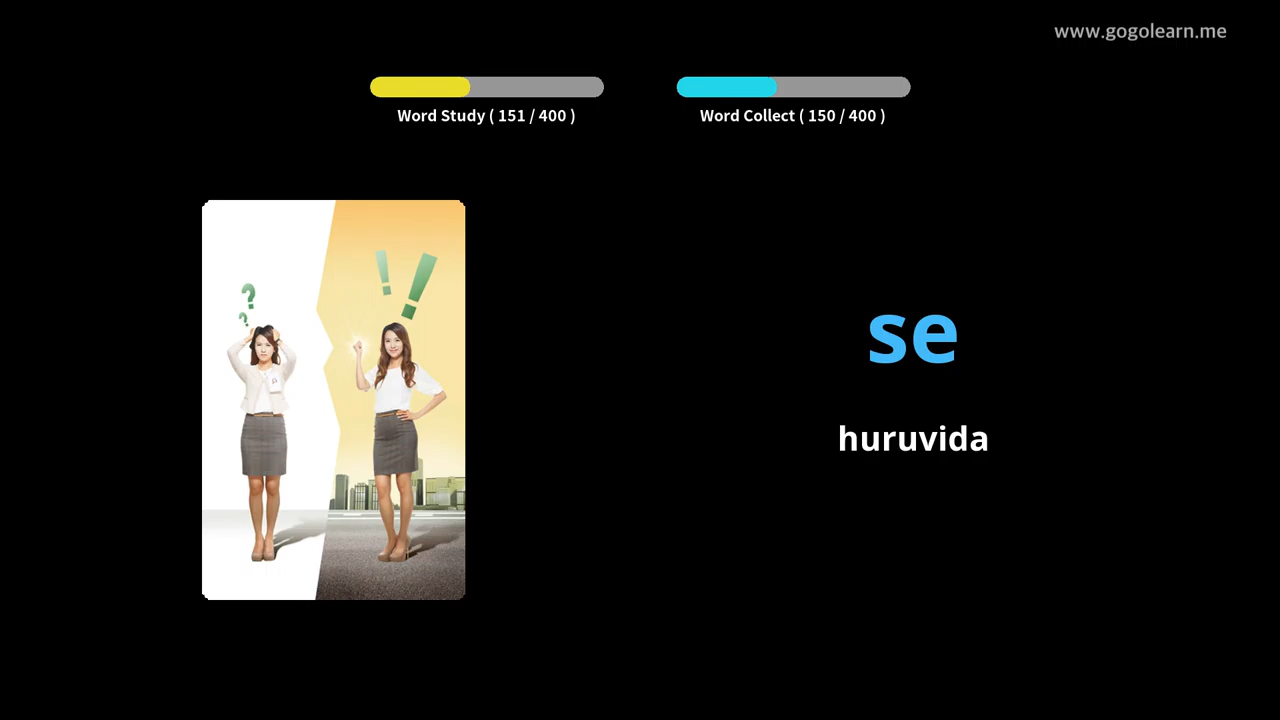 www.gogolearn.me
Word Study ( 151 / 400 )
Word Collect ( 150 / 400 )
? ?
! !
se
huruvida